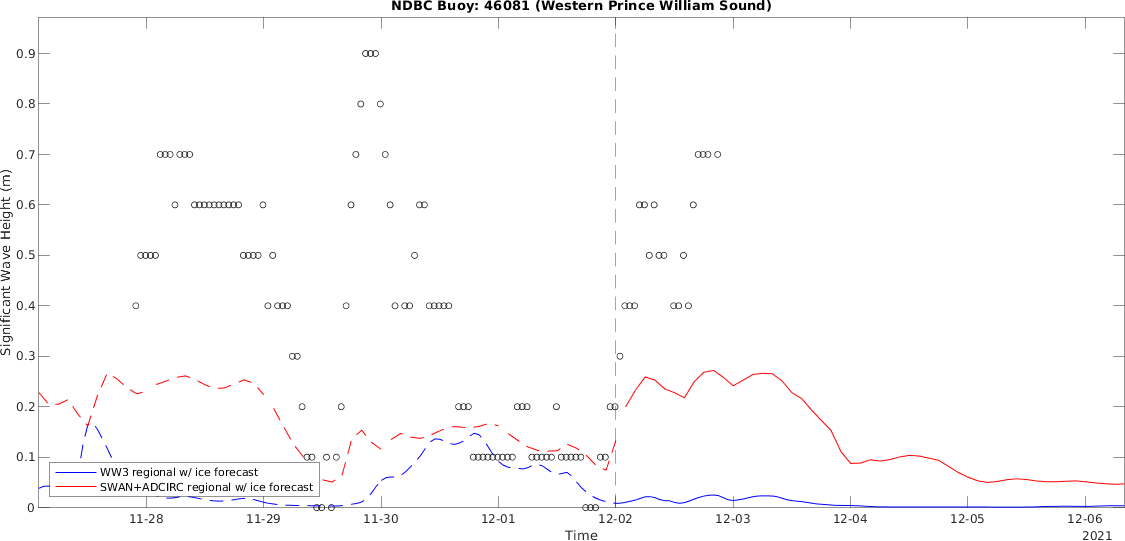 NDBC Buoy: 46081 (Western Prince William Sound)
Significant Wave Height (m)
0.9
0.8
0.7
0.6
0.5
0.4
0.3
0.2
0.1
0
WW3 regional w/ ice forecast
SWAN+ADCIRC regional w/ ice forecast
11-28 11-29 11-30 12-01 12-02 12-03 12-04 12-05 12-06
Time
2021